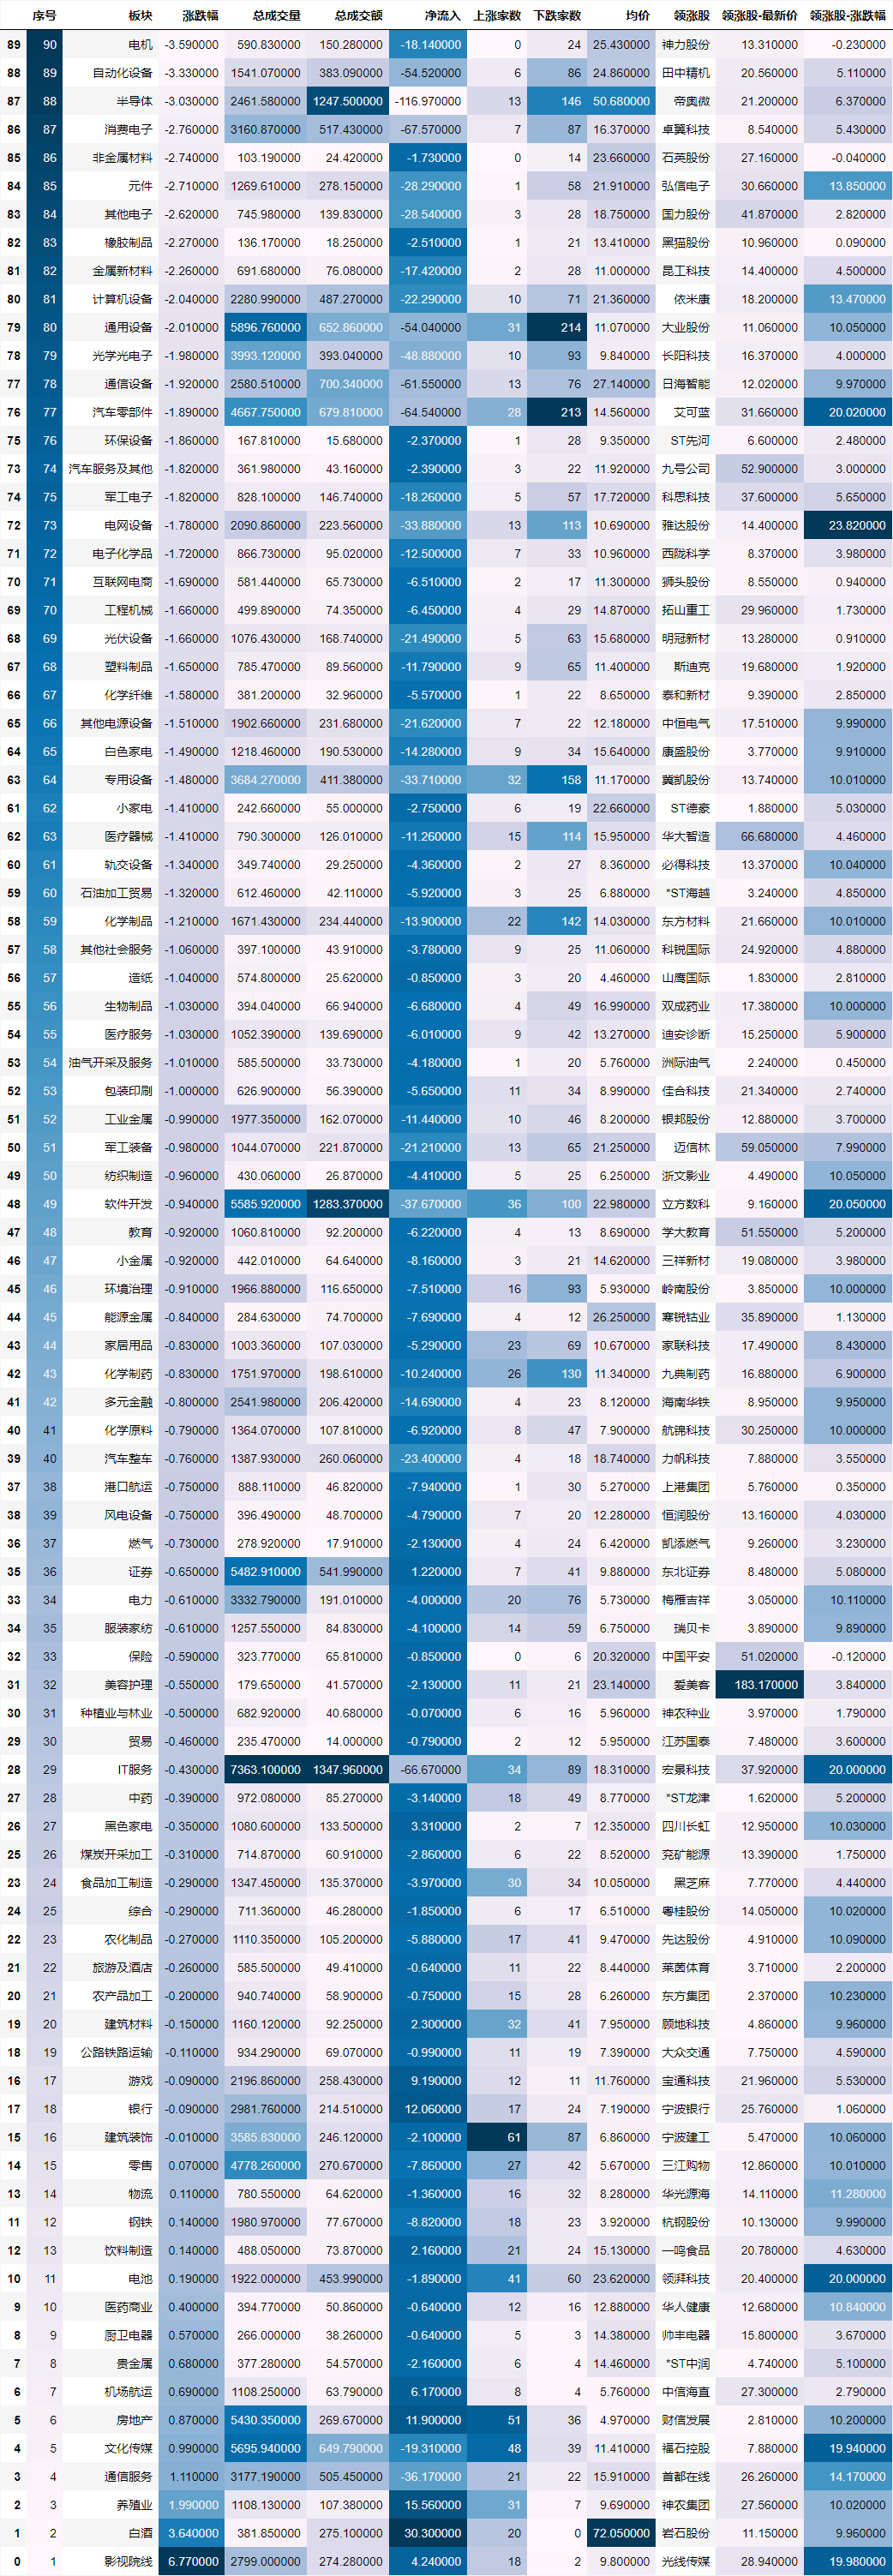 序号 板块 涨跌幅 总成交量 总成交额 净流入 上涨家数 下跌家数 均价 领涨股 领涨股-最新价 领涨股-涨跌幅
89 90 电机 -3.590000 590.830000 150.280000 -18.140000 0 24 25.430000 神力股份 13.310000 -0.230000
88 89 自动化设备 -3.330000 1541.070000 383.090000 -54.520000 6 86 24.860000 田中精机 20.560000 5.110000
87 88 半导体 -3.030000 2461.580000 1247.500000 -116.970000 13 146 50.680000 帝奥微 21.200000 6.370000
86 87 消费电子 -2.760000 3160.870000 517.430000 -67.570000 7 87 16.370000 卓翼科技 8.540000 5.430000
85 86 非金属材料 -2.740000 103.190000 24.420000 -1.730000 0 14 23.660000 石英股份 27.160000 -0.040000
84 85 元件 -2.710000 1269.610000 278.150000 -28.290000 1 58 21.910000 弘信电子 30.660000 13.850000
83 84 其他电子 -2.620000 745.980000 139.830000 -28.540000 3 28 18.750000 国力股份 41.870000 2.820000
82 83 橡胶制品 -2.270000 136.170000 18.250000 -2.510000 1 21 13.410000 黑猫股份 10.960000 0.090000
81 82 金属新材料 -2.260000 691.680000 76.080000 -17.420000 2 28 11.000000 昆工科技 14.400000 4.500000
80 81 计算机设备 -2.040000 2280.990000 487.270000 -22.290000 10 71 21.360000 依米康 18.200000 13.470000
79 80 通用设备 -2.010000 5896.760000 652.860000 -54.040000 31 214 11.070000 大业股份 11.060000 10.050000
78 79 光学光电子 -1.980000 3993.120000 393.040000 -48.880000 10 93 9.840000 长阳科技 16.370000 4.000000
77 78 通信设备 -1.920000 2580.510000 700.340000 -61.550000 13 76 27.140000 日海智能 12.020000 9.970000
76 77 汽车零部件 -1.890000 4667.750000 679.810000 -64.540000 28 213 14.560000 艾可蓝 31.660000 20.020000
75 76 环保设备 -1.860000 167.810000 15.680000 -2.370000 1 28 9.350000 ST先河 6.600000 2.480000
73 74 汽车服务及其他 -1.820000 361.980000 43.160000 -2.390000 3 22 11.920000 九号公司 52.900000 3.000000
74 75 军工电子 -1.820000 828.100000 146.740000 -18.260000 5 57 17.720000 科思科技 37.600000 5.650000
72 73 电网设备 -1.780000 2090.860000 223.560000 -33.880000 13 113 10.690000 雅达股份 14.400000 23.820000
71 72 电子化学品 -1.720000 866.730000 95.020000 -12.500000 7 33 10.960000 西陇科学 8.370000 3.980000
70 71 互联网电商 -1.690000 581.440000 65.730000 -6.510000 2 17 11.300000 狮头股份 8.550000 0.940000
69 70 工程机械 -1.660000 499.890000 74.350000 -6.450000 4 29 14.870000 拓山重工 29.960000 1.730000
68 69 光伏设备 -1.660000 1076.430000 168.740000 -21.490000 5 63 15.680000 明冠新材 13.280000 0.910000
67 68 塑料制品 -1.650000 785.470000 89.560000 -11.790000 9 65 11.400000 斯迪克 19.680000 1.920000
66 67 化学纤维 -1.580000 381.200000 32.960000 -5.570000 1 22 8.650000 泰和新材 9.390000 2.850000
65 66 其他电源设备 -1.510000 1902.660000 231.680000 -21.620000 7 22 12.180000 中恒电气 17.510000 9.990000
64 65 白色家电 -1.490000 1218.460000 190.530000 -14.280000 9 34 15.640000 康盛股份 3.770000 9.910000
63 64 专用设备 -1.480000 3684.270000 411.380000 -33.710000 32 158 11.170000 冀凯股份 13.740000 10.010000
61 62 小家电 -1.410000 242.660000 55.000000 -2.750000 6 19 22.660000 ST德豪 1.880000 5.030000
62 63 医疗器械 -1.410000 790.300000 126.010000 -11.260000 15 114 15.950000 华大智造 66.680000 4.460000
60 61 轨交设备 -1.340000 349.740000 29.250000 -4.360000 2 27 8.360000 必得科技 13.370000 10.040000
59 60 石油加工贸易 -1.320000 612.460000 42.110000 -5.920000 3 25 6.880000 *ST海越 3.240000 4.850000
58 59 化学制品 -1.210000 1671.430000 234.440000 -13.900000 22 142 14.030000 东方材料 21.660000 10.010000
57 58 其他社会服务 -1.060000 397.100000 43.910000 -3.780000 9 25 11.060000 科锐国际 24.920000 4.880000
56 57 造纸 -1.040000 574.800000 25.620000 -0.850000 3 20 4.460000 山鹰国际 1.830000 2.810000
55 56 生物制品 -1.030000 394.040000 66.940000 -6.680000 4 49 16.990000 双成药业 17.380000 10.000000
54 55 医疗服务 -1.030000 1052.390000 139.690000 -6.010000 9 42 13.270000 迪安诊断 15.250000 5.900000
53 54 油气开采及服务 -1.010000 585.500000 33.730000 -4.180000 1 20 5.760000 洲际油气 2.240000 0.450000
52 53 包装印刷 -1.000000 626.900000 56.390000 -5.650000 11 34 8.990000 佳合科技 21.340000 2.740000
51 52 工业金属 -0.990000 1977.350000 162.070000 -11.440000 10 46 8.200000 银邦股份 12.880000 3.700000
50 51 军工装备 -0.980000 1044.070000 221.870000 -21.210000 13 65 21.250000 迈信林 59.050000 7.990000
49 50 纺织制造 -0.960000 430.060000 26.870000 -4.410000 5 25 6.250000 浙文影业 4.490000 10.050000
48 49 软件开发 -0.940000 5585.920000 1283.370000 -37.670000 36 100 22.980000 立方数科 9.160000 20.050000
47 48 教育 -0.920000 1060.810000 92.200000 -6.220000 4 13 8.690000 学大教育 51.550000 5.200000
46 47 小金属 -0.920000 442.010000 64.640000 -8.160000 3 21 14.620000 三祥新材 19.080000 3.980000
45 46 环境治理 -0.910000 1966.880000 116.650000 -7.510000 16 93 5.930000 岭南股份 3.850000 10.000000
44 45 能源金属 -0.840000 284.630000 74.700000 -7.690000 4 12 26.250000 寒锐钴业 35.890000 1.130000
43 44 家居用品 -0.830000 1003.360000 107.030000 -5.290000 23 69 10.670000 家联科技 17.490000 8.430000
42 43 化学制药 -0.830000 1751.970000 198.610000 -10.240000 26 130 11.340000 九典制药 16.880000 6.900000
41 42 多元金融 -0.800000 2541.980000 206.420000 -14.690000 4 23 8.120000 海南华铁 8.950000 9.950000
40 41 化学原料 -0.790000 1364.070000 107.810000 -6.920000 8 47 7.900000 航锦科技 30.250000 10.000000
39 40 汽车整车 -0.760000 1387.930000 260.060000 -23.400000 4 18 18.740000 力帆科技 7.880000 3.550000
37 38 港口航运 -0.750000 888.110000 46.820000 -7.940000 1 30 5.270000 上港集团 5.760000 0.350000
38 39 风电设备 -0.750000 396.490000 48.700000 -4.790000 7 20 12.280000 恒润股份 13.160000 4.030000
36 37 燃气 -0.730000 278.920000 17.910000 -2.130000 4 24 6.420000 凯添燃气 9.260000 3.230000
35 36 证券 -0.650000 5482.910000 541.990000 1.220000 7 41 9.880000 东北证券 8.480000 5.080000
33 34 电力 -0.610000 3332.790000 191.010000 -4.000000 20 76 5.730000 梅雁吉祥 3.050000 10.110000
34 35 服装家纺 -0.610000 1257.550000 84.830000 -4.100000 14 59 6.750000 瑞贝卡 3.890000 9.890000
32 33 保险 -0.590000 323.770000 65.810000 -0.850000 0 6 20.320000 中国平安 51.020000 -0.120000
31 32 美容护理 -0.550000 179.650000 41.570000 -2.130000 11 21 23.140000 爱美客 183.170000 3.840000
30 31 种植业与林业 -0.500000 682.920000 40.680000 -0.070000 6 16 5.960000 神农种业 3.970000 1.790000
29 30 贸易 -0.460000 235.470000 14.000000 -0.790000 2 12 5.950000 江苏国泰 7.480000 3.600000
28 29 IT服务 -0.430000 7363.100000 1347.960000 -66.670000 34 89 18.310000 宏景科技 37.920000 20.000000
27 28 中药 -0.390000 972.080000 85.270000 -3.140000 18 49 8.770000 *ST龙津 1.620000 5.200000
26 27 黑色家电 -0.350000 1080.600000 133.500000 3.310000 2 7 12.350000 四川长虹 12.950000 10.030000
25 26 煤炭开采加工 -0.310000 714.870000 60.910000 -2.860000 6 22 8.520000 兖矿能源 13.390000 1.750000
23 24 食品加工制造 -0.290000 1347.450000 135.370000 -3.970000 30 34 10.050000 黑芝麻 7.770000 4.440000
24 25 综合 -0.290000 711.360000 46.280000 -1.850000 6 17 6.510000 粤桂股份 14.050000 10.020000
22 23 农化制品 -0.270000 1110.350000 105.200000 -5.880000 17 41 9.470000 先达股份 4.910000 10.090000
21 22 旅游及酒店 -0.260000 585.500000 49.410000 -0.640000 11 22 8.440000 莱茵体育 3.710000 2.200000
20 21 农产品加工 -0.200000 940.740000 58.900000 -0.750000 15 28 6.260000 东方集团 2.370000 10.230000
19 20 建筑材料 -0.150000 1160.120000 92.250000 2.300000 32 41 7.950000 顾地科技 4.860000 9.960000
18 19 公路铁路运输 -0.110000 934.290000 69.070000 -0.990000 11 19 7.390000 大众交通 7.750000 4.590000
16 17 游戏 -0.090000 2196.860000 258.430000 9.190000 12 11 11.760000 宝通科技 21.960000 5.530000
17 18 银行 -0.090000 2981.760000 214.510000 12.060000 17 24 7.190000 宁波银行 25.760000 1.060000
15 16 建筑装饰 -0.010000 3585.830000 246.120000 -2.100000 61 87 6.860000 宁波建工 5.470000 10.060000
14 15 零售 0.070000 4778.260000 270.670000 -7.860000 27 42 5.670000 三江购物 12.860000 10.010000
13 14 物流 0.110000 780.550000 64.620000 -1.360000 16 32 8.280000 华光源海 14.110000 11.280000
11 12 钢铁 0.140000 1980.970000 77.670000 -8.820000 18 23 3.920000 杭钢股份 10.130000 9.990000
12 13 饮料制造 0.140000 488.050000 73.870000 2.160000 21 24 15.130000 一鸣食品 20.780000 4.630000
10 11 电池 0.190000 1922.000000 453.990000 -1.890000 41 60 23.620000 领湃科技 20.400000 20.000000
9 10 医药商业 0.400000 394.770000 50.860000 -0.640000 12 16 12.880000 华人健康 12.680000 10.840000
8 9 厨卫电器 0.570000 266.000000 38.260000 -0.640000 5 3 14.380000 帅丰电器 15.800000 3.670000
7 8 贵金属 0.680000 377.280000 54.570000 -2.160000 6 4 14.460000 *ST中润 4.740000 5.100000
6 7 机场航运 0.690000 1108.250000 63.790000 6.170000 8 4 5.760000 中信海直 27.300000 2.790000
5 6 房地产 0.870000 5430.350000 269.670000 11.900000 51 36 4.970000 财信发展 2.810000 10.200000
4 5 文化传媒 0.990000 5695.940000 649.790000 -19.310000 48 39 11.410000 福石控股 7.880000 19.940000
3 4 通信服务 1.110000 3177.190000 505.450000 -36.170000 21 22 15.910000 首都在线 26.260000 14.170000
2 3 养殖业 1.990000 1108.130000 107.380000 15.560000 31 7 9.690000 神农集团 27.560000 10.020000
1 2 白酒 3.640000 381.850000 275.100000 30.300000 20 0 72.050000 岩石股份 11.150000 9.960000
0 1 影视院线 6.770000 2799.000000 274.280000 4.240000 18 2 9.800000 光线传媒 28.940000 19.980000